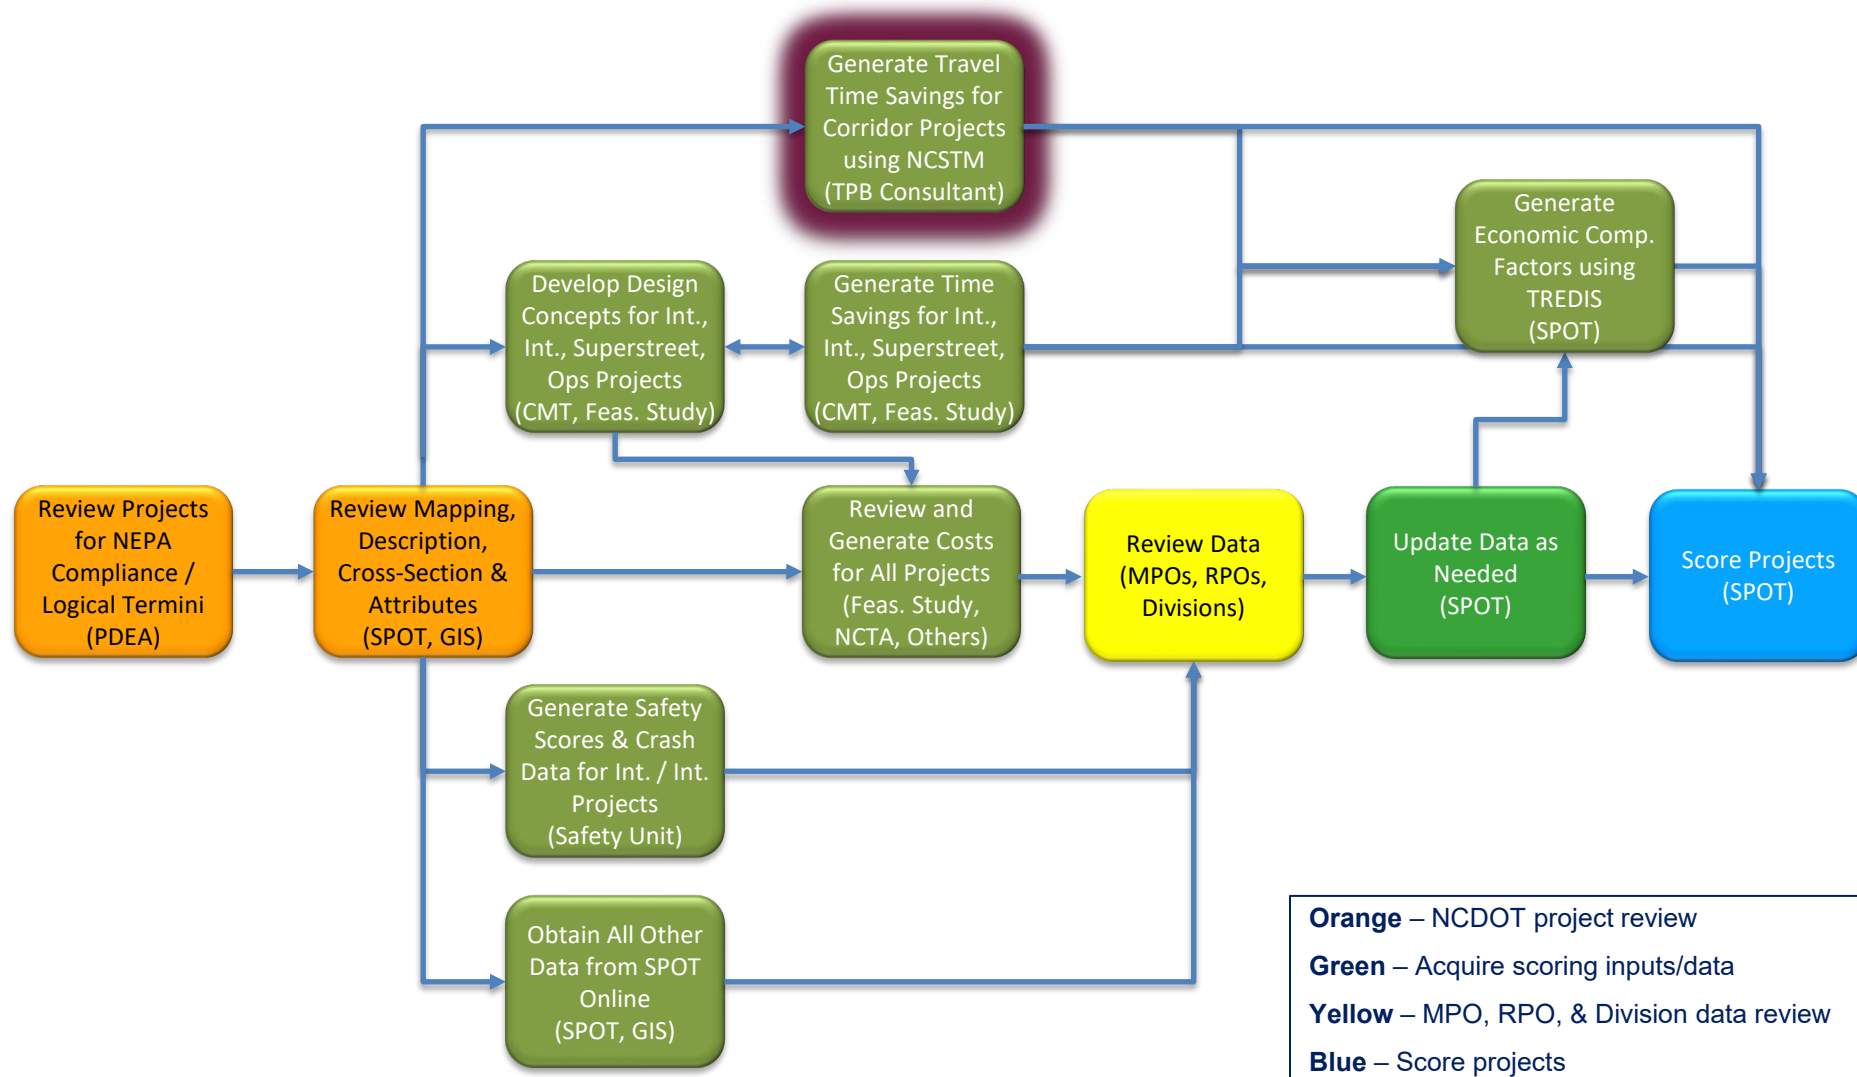 Generate Travel
Time Savings for
Corridor Projects
using NCSTM
(TPB Consultant)
Generate
Economic Comp.
Factors using
TREDIS
(SPOT)
Develop Design
Concepts for Int.,
Int., Superstreet,
Ops Projects
(CMT, Feas. Study)
Generate Time
Savings for Int.,
Int., Superstreet,
Ops Projects
(CMT, Feas. Study)
Review Projects
for NEPA
Compliance /
Logical Termini
(PDEA)
Review Mapping,
Description,
Cross-Section &
Attributes
(SPOT, GIS)
Review and
Generate Costs
for All Projects
(Feas. Study,
NCTA, Others)
Review Data
(MPOs, RPOs,
Divisions)
Update Data as
Needed
(SPOT)
Score Projects
(SPOT)
Generate Safety
Scores & Crash
Data for Int. / Int.
Projects
(Safety Unit)
Obtain All Other
Data from SPOT
Online
(SPOT, GIS)
Orange – NCDOT project review
Green – Acquire scoring inputs/data
Yellow – MPO, RPO, & Division data review
Blue – Score projects